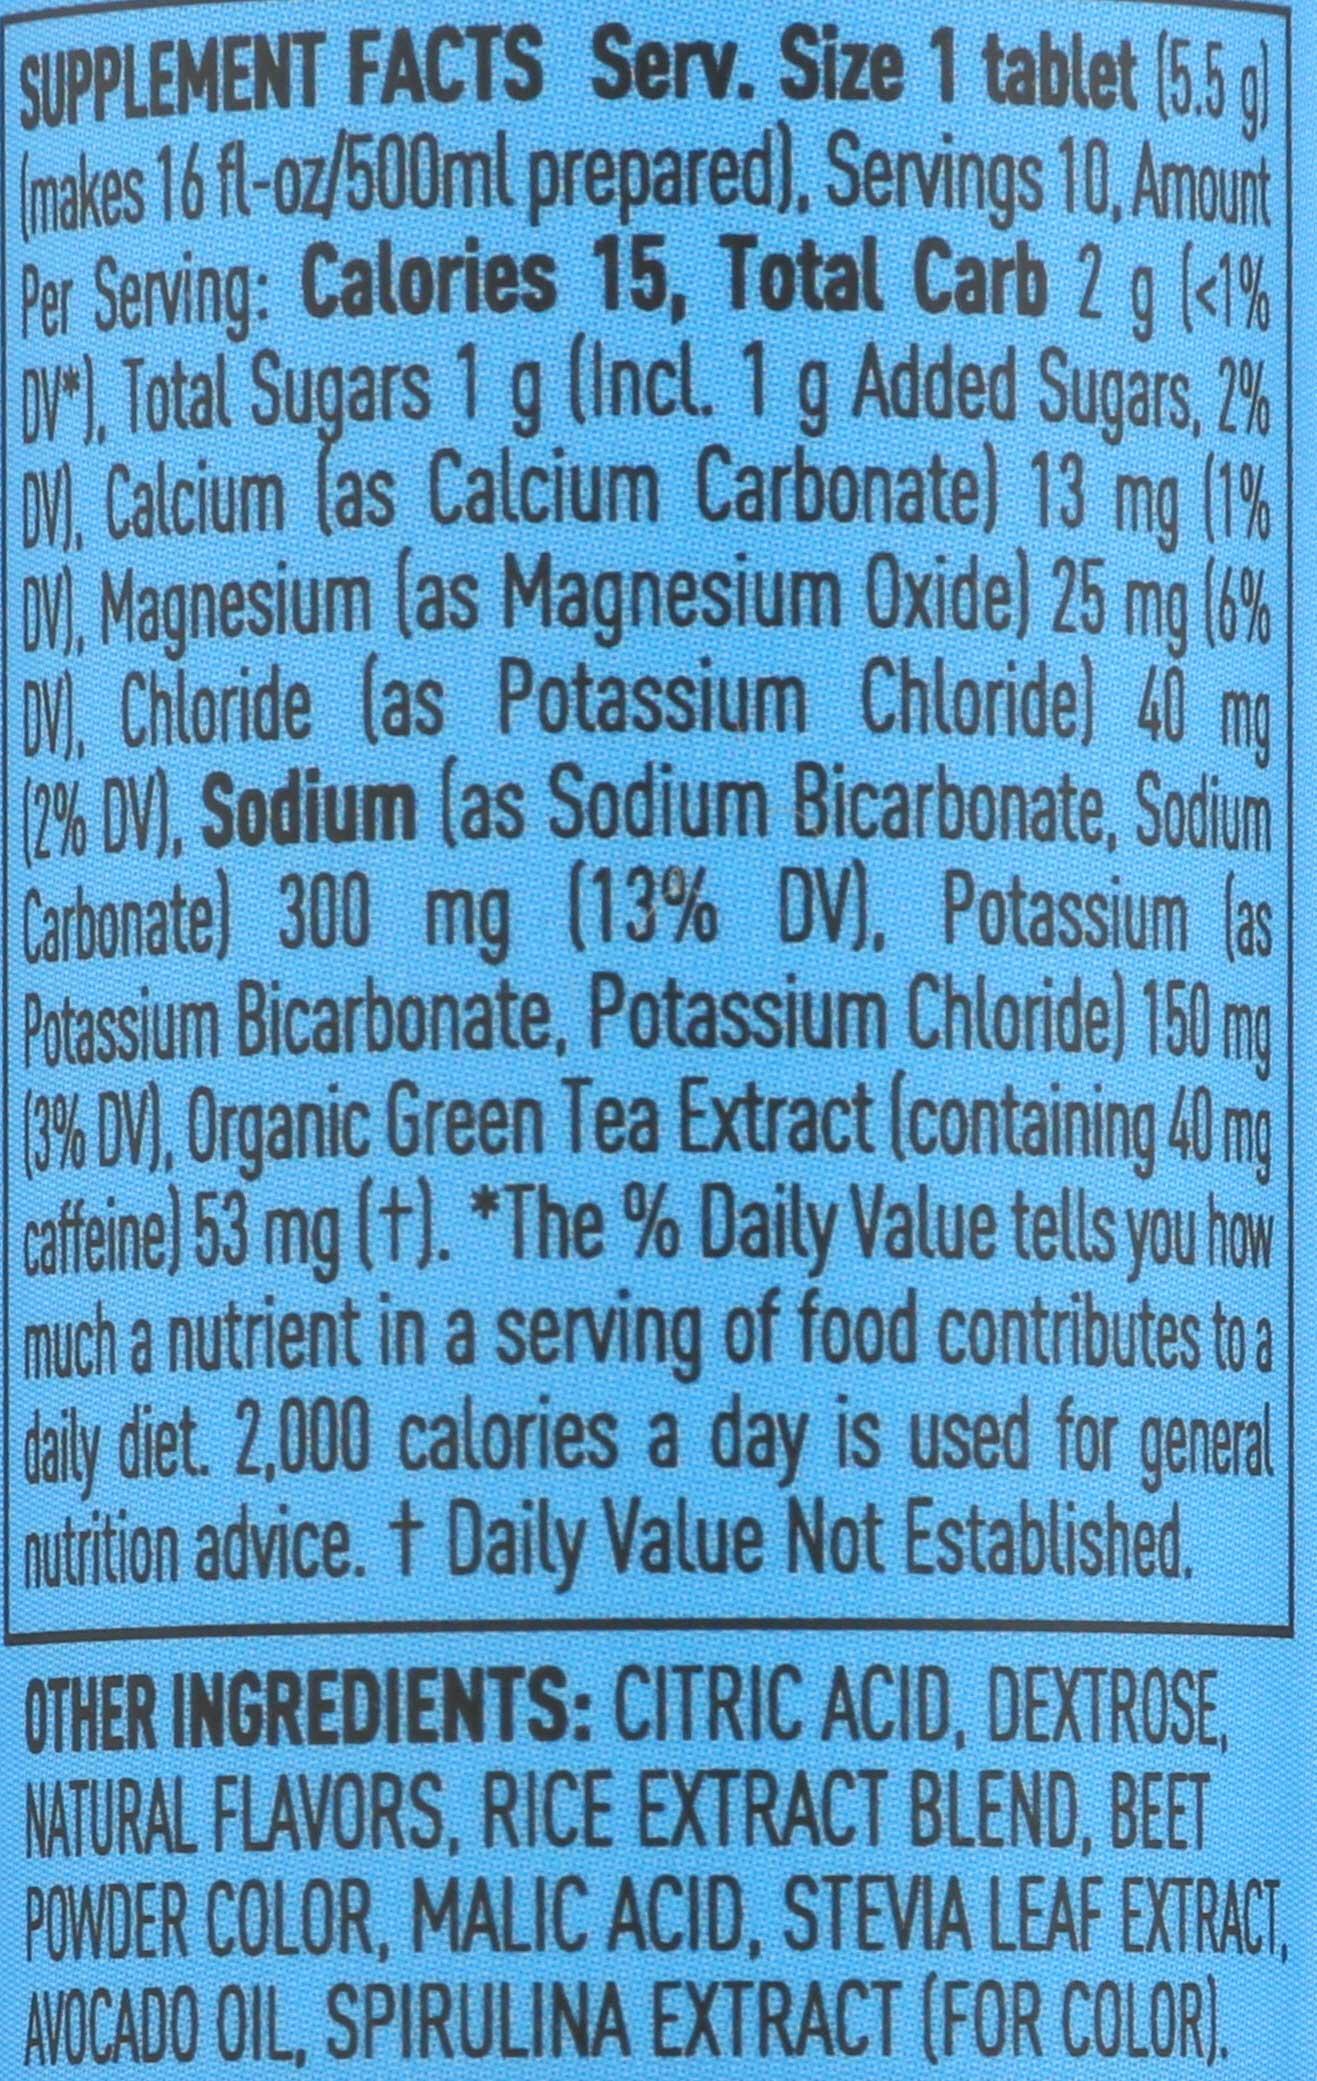 SUPPLEMENT FACTS Serv. Size 1 tablet (5.5 g)
(makes 16 fl-oz/500ml prepared), Servings 10, Amount
Per Serving: Calories 15, Total Carb 2 g (<1%
DV*), Total Sugars 1 g (Incl. 1 g Added Sugars, 2%
DV), Calcium (as Calcium Carbonate) 13 mg (1%
DV), Magnesium (as Magnesium Oxide) 25 mg (6%
DV), Chloride (as Potassium Chloride) 40 mg
(2% DV), Sodium (as Sodium Bicarbonate, Sodium
Carbonate) 300 mg (13% DV), Potassium (as
Potassium Bicarbonate, Potassium Chloride) 150 mg
(3% DV), Organic Green Tea Extract (containing 40 mg
caffeine) 53 mg (†). *The % Daily Value tells you how
much a nutrient in a serving of food contributes to a
daily diet. 2,000 calories a day is used for general
nutrition advice. † Daily Value Not Established.
OTHER INGREDIENTS: CITRIC ACID, DEXTROSE,
NATURAL FLAVORS, RICE EXTRACT BLEND, BEET
POWDER COLOR, MALIC ACID, STEVIA LEAF EXTRACT,
AVOCADO OIL, SPIRULINA EXTRACT (FOR COLOR).